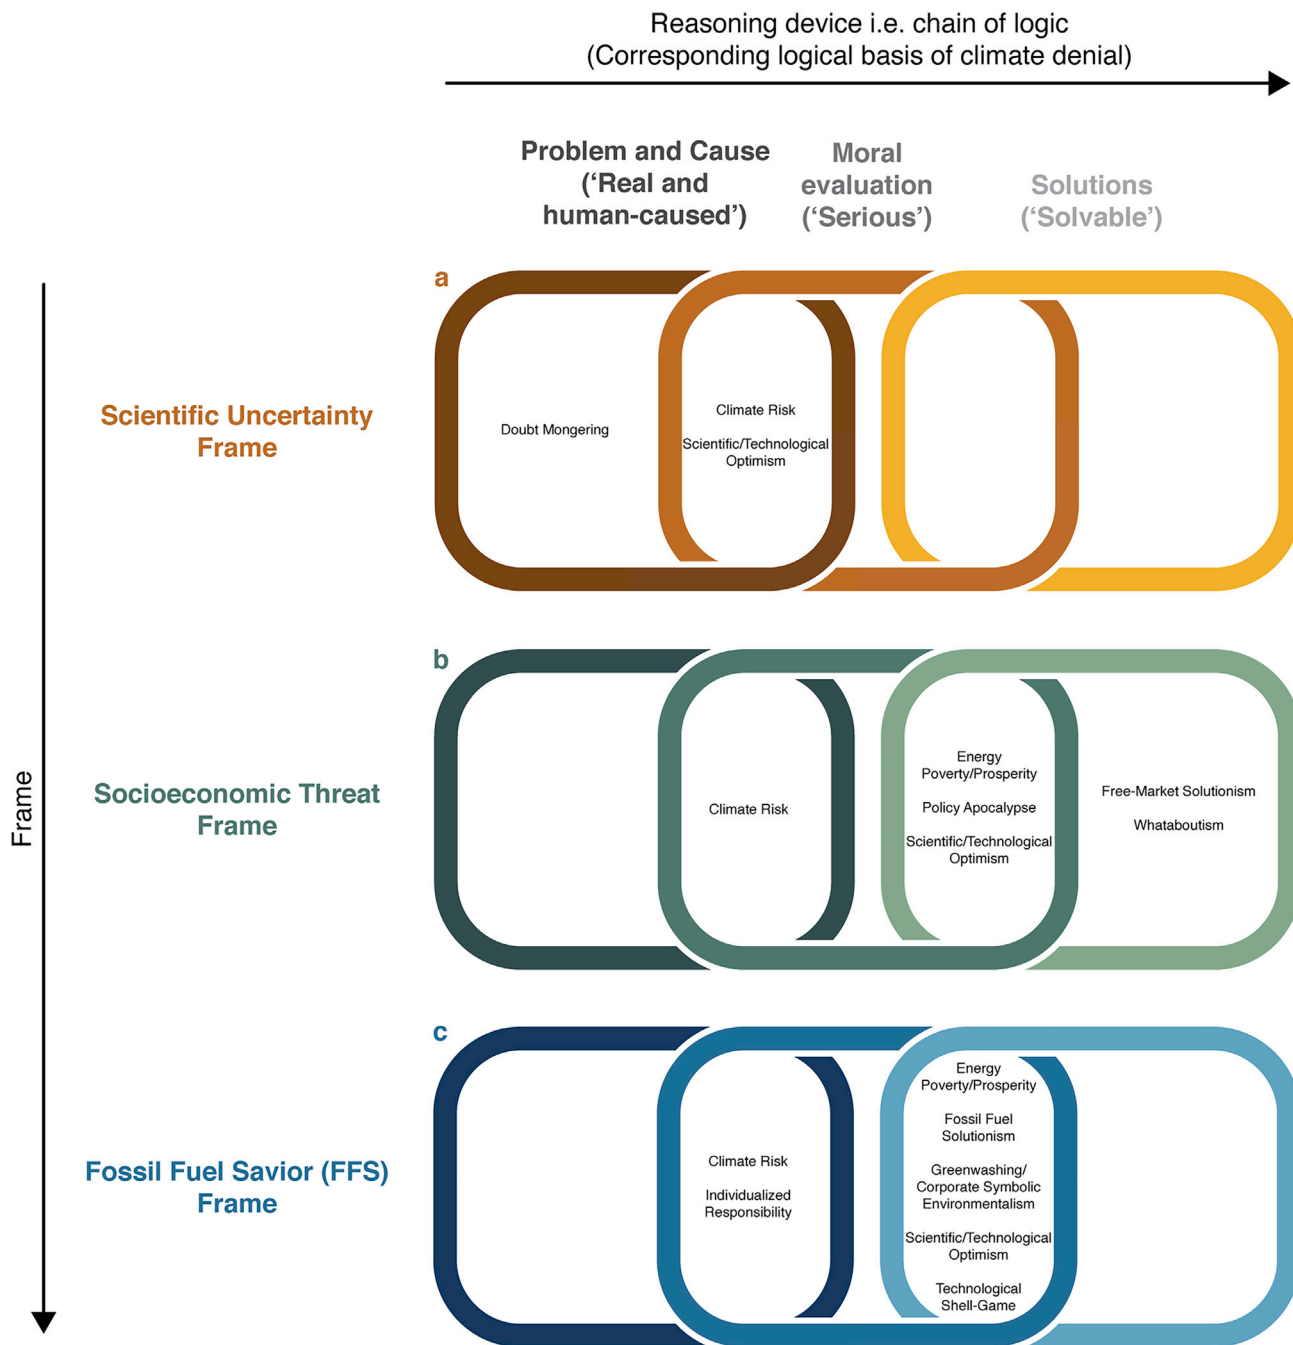 Reasoning device i.e. chain of logic
(Corresponding logical basis of climate denial)
Problem and Cause
(‘Real and
human-caused’)
Moral
evaluation
(‘Serious’)
Solutions
(‘Solvable’)
Frame
a
Scientific Uncertainty
Frame
Doubt Mongering
Climate Risk
Scientific/Technological
Optimism
b
Socioeconomic Threat
Frame
Climate Risk
Energy
Poverty/Prosperity
Policy Apocalypse
Scientific/Technological
Optimism
Free-Market Solutionism
Whataboutism
c
Fossil Fuel Savior (FFS)
Frame
Climate Risk
Individualized
Responsibility
Energy
Poverty/Prosperity
Fossil Fuel
Solutionism
Greenwashing/
Corporate Symbolic
Environmentalism
Scientific/Technological
Optimism
Technological
Shell-Game